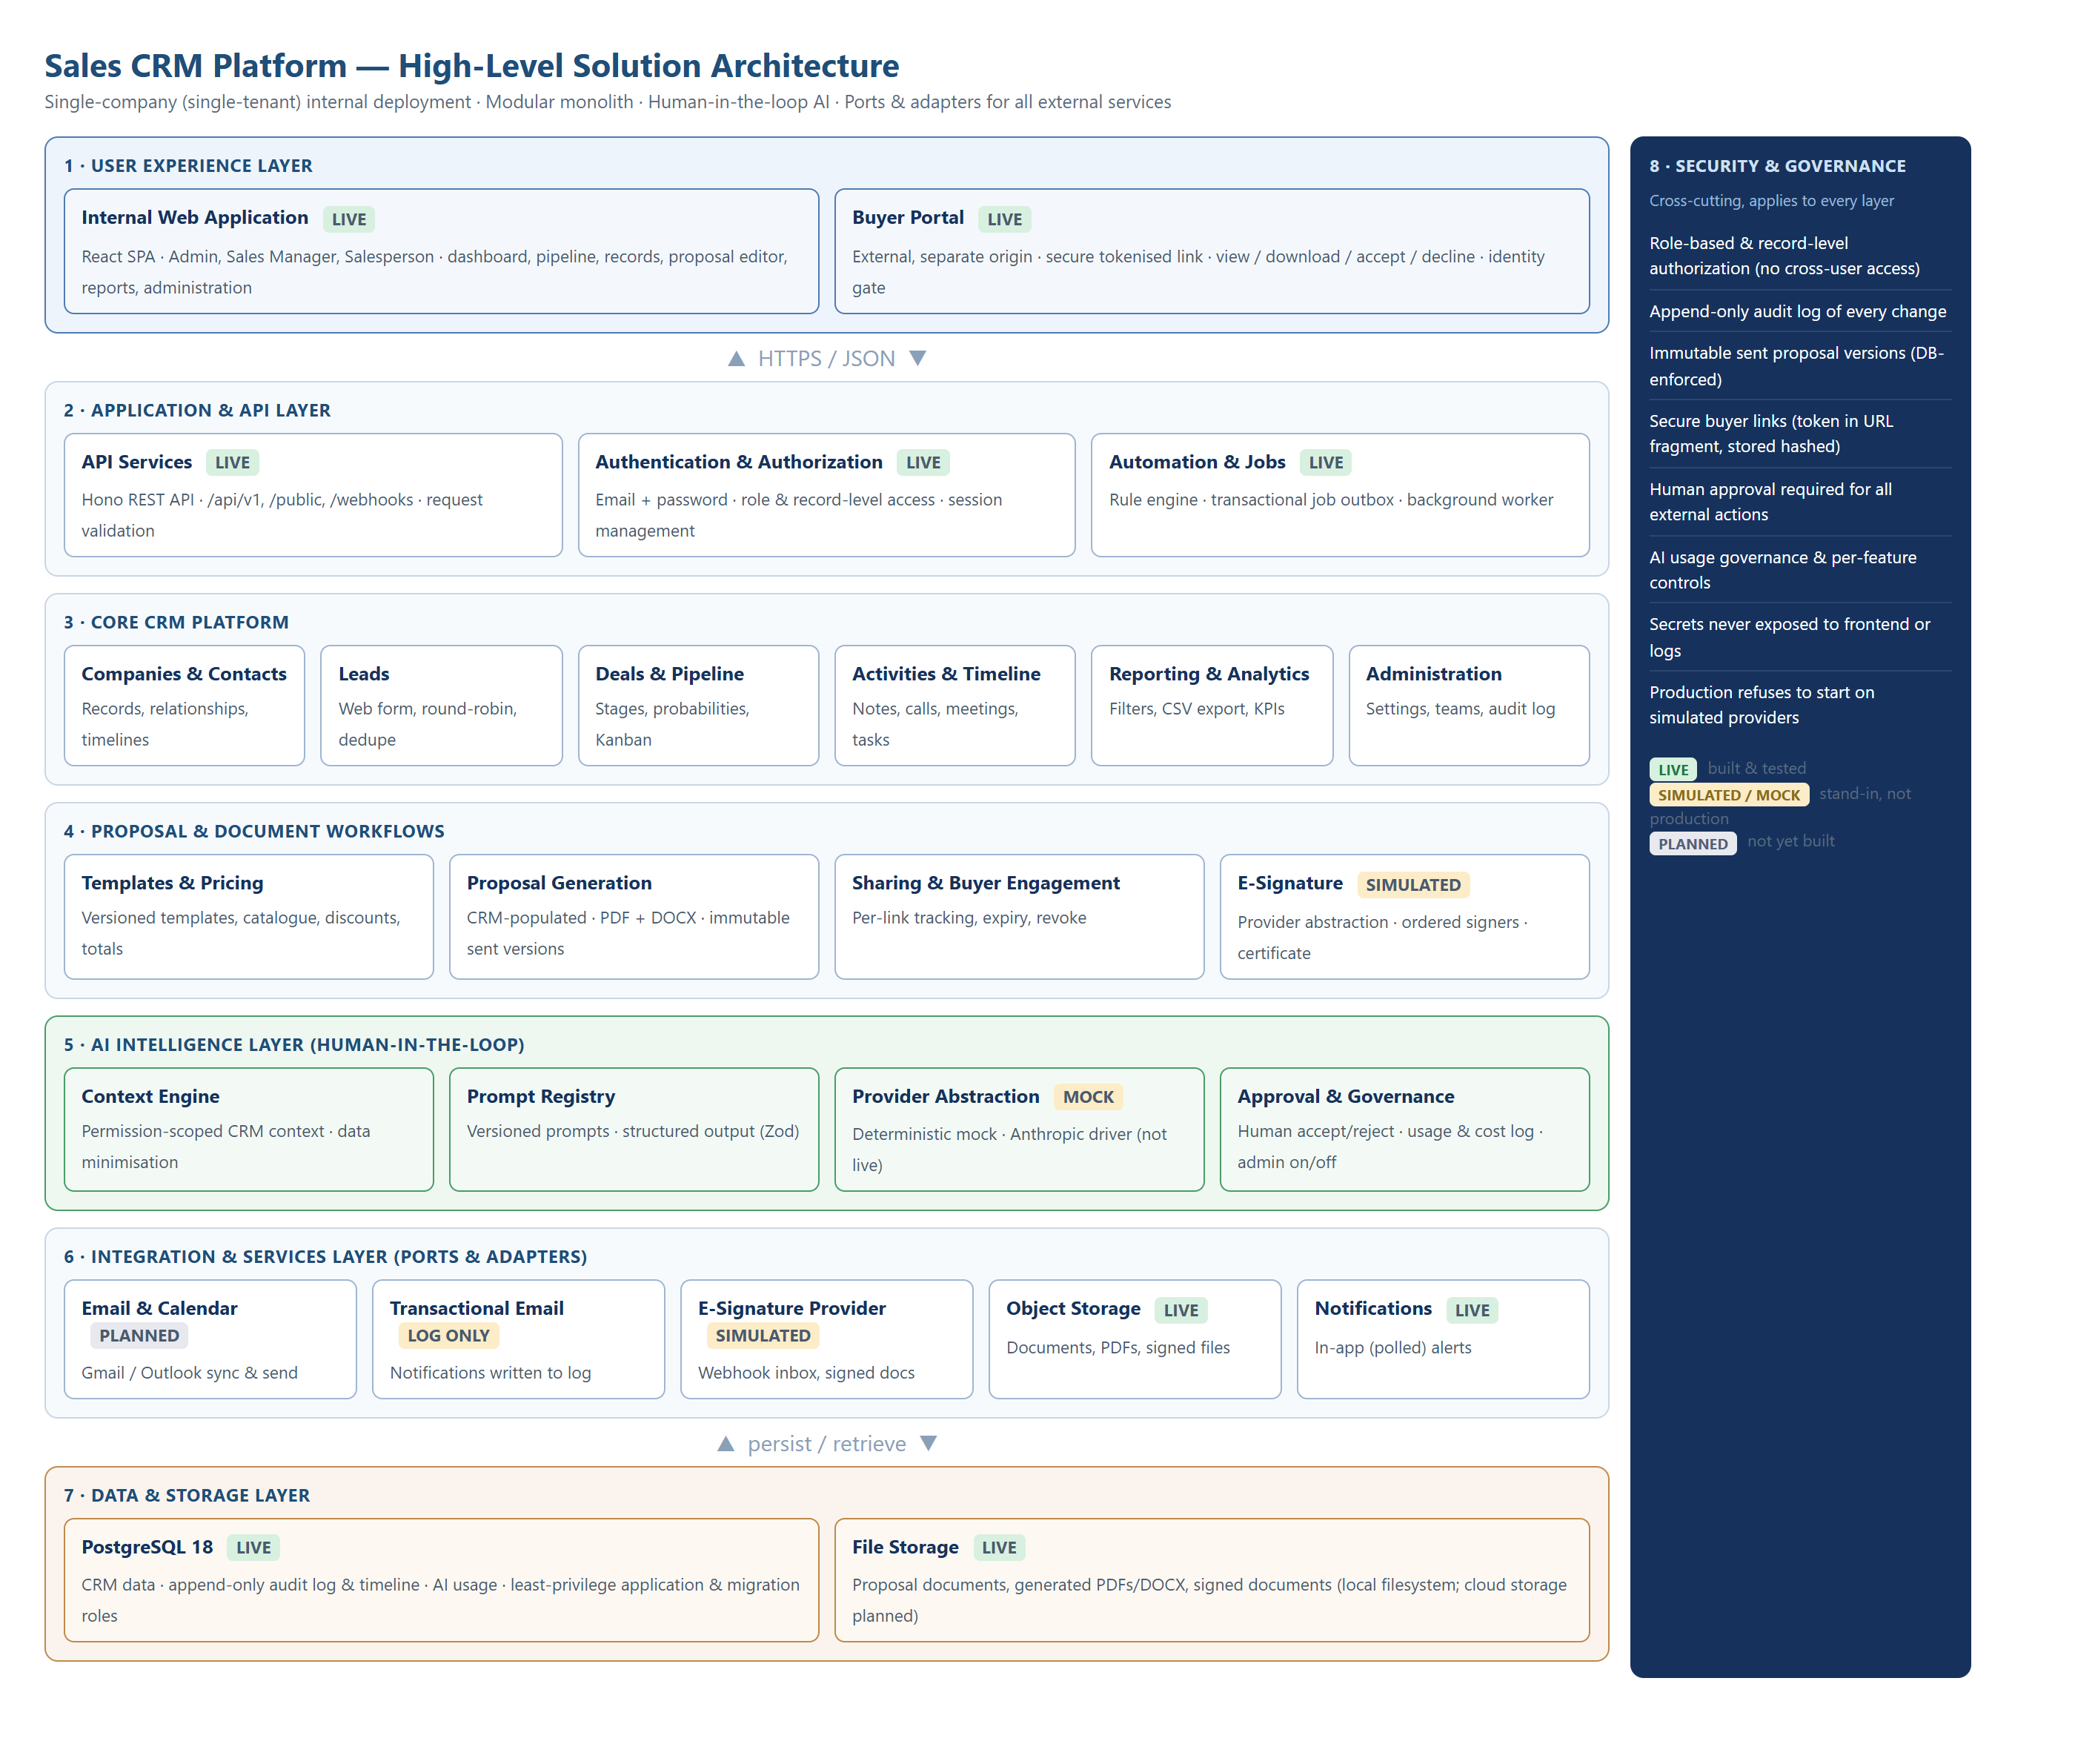 Sales CRM Platform — High-Level Solution Architecture
Single-company (single-tenant) internal deployment · Modular monolith · Human-in-the-loop AI · Ports & adapters for all external services
1 · USER EXPERIENCE LAYER
Internal Web Application LIVE
React SPA · Admin, Sales Manager, Salesperson · dashboard, pipeline, records, proposal editor,
reports, administration
Buyer Portal LIVE
External, separate origin · secure tokenised link · view / download / accept / decline · identity
gate
▲ HTTPS / JSON ▼
2 · APPLICATION & API LAYER
API Services LIVE
Hono REST API · /api/v1, /public, /webhooks · request
validation
Authentication & Authorization LIVE
Email + password · role & record-level access · session
management
Automation & Jobs LIVE
Rule engine · transactional job outbox · background worker
3 · CORE CRM PLATFORM
Companies & Contacts
Records, relationships,
timelines
Leads
Web form, round-robin,
dedupe
Deals & Pipeline
Stages, probabilities,
Kanban
Activities & Timeline
Notes, calls, meetings,
tasks
Reporting & Analytics
Filters, CSV export, KPIs
Administration
Settings, teams, audit log
4 · PROPOSAL & DOCUMENT WORKFLOWS
Templates & Pricing
Versioned templates, catalogue, discounts,
totals
Proposal Generation
CRM-populated · PDF + DOCX · immutable
sent versions
Sharing & Buyer Engagement
Per-link tracking, expiry, revoke
E-Signature SIMULATED
Provider abstraction · ordered signers ·
certificate
5 · AI INTELLIGENCE LAYER (HUMAN-IN-THE-LOOP)
Context Engine
Permission-scoped CRM context · data
minimisation
Prompt Registry
Versioned prompts · structured output (Zod)
Provider Abstraction MOCK
Deterministic mock · Anthropic driver (not
live)
Approval & Governance
Human accept/reject · usage & cost log ·
admin on/off
6 · INTEGRATION & SERVICES LAYER (PORTS & ADAPTERS)
Email & Calendar
PLANNED
Gmail / Outlook sync & send
Transactional Email
LOG ONLY
Notifications written to log
E-Signature Provider
SIMULATED
Webhook inbox, signed docs
Object Storage LIVE
Documents, PDFs, signed files
Notifications LIVE
In-app (polled) alerts
▲ persist / retrieve ▼
7 · DATA & STORAGE LAYER
PostgreSQL 18 LIVE
CRM data · append-only audit log & timeline · AI usage · least-privilege application & migration
roles
File Storage LIVE
Proposal documents, generated PDFs/DOCX, signed documents (local filesystem; cloud storage
planned)
8 · SECURITY & GOVERNANCE
Cross-cutting, applies to every layer
Role-based & record-level
authorization (no cross-user access)
Append-only audit log of every change
Immutable sent proposal versions (DB-
enforced)
Secure buyer links (token in URL
fragment, stored hashed)
Human approval required for all
external actions
AI usage governance & per-feature
controls
Secrets never exposed to frontend or
logs
Production refuses to start on
simulated providers
LIVE built & tested
SIMULATED / MOCK stand-in, not
production
PLANNED not yet built